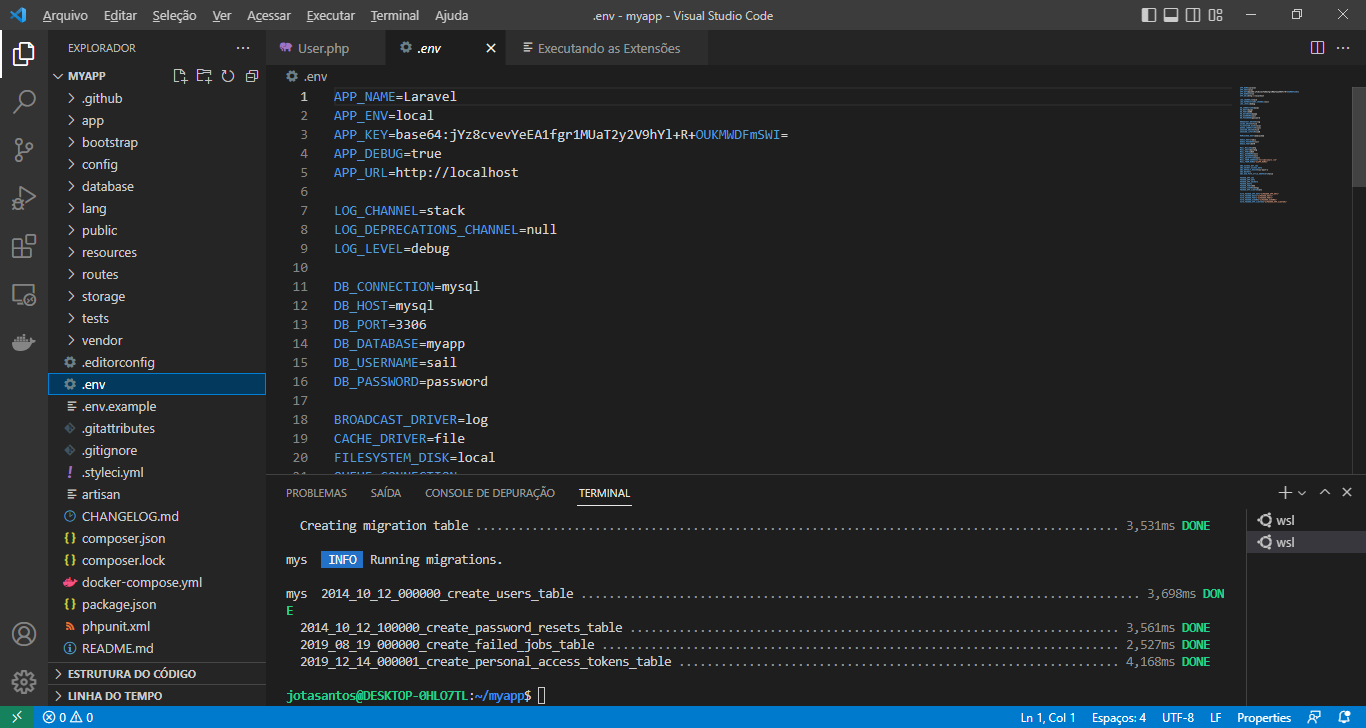 Arquivo Editar Seleção Ver Acessar Executar Terminal Ajuda
.env - myapp - Visual Studio Code
EXPLORADOR
MYAPP
.github
app
bootstrap
config
database
lang
public
resources
routes
storage
tests
vendor
.editorconfig
.env
.env.example
.gitattributes
.gitignore
.styleci.yml
artisan
CHANGELOG.md
composer.json
composer.lock
docker-compose.yml
package.json
phpunit.xml
README.md
ESTRUTURA DO CÓDIGO
LINHA DO TEMPO
User.php .env Executando as Extensões
.env
1 APP_NAME=Laravel
2 APP_ENV=local
3 APP_KEY=base64:jYz8cvevYeEA1fgr1MUaT2y2V9hYl+R+OUKMWDFmSWI=
4 APP_DEBUG=true
5 APP_URL=http://localhost
6
7 LOG_CHANNEL=stack
8 LOG_DEPRECATIONS_CHANNEL=null
9 LOG_LEVEL=debug
10
11 DB_CONNECTION=mysql
12 DB_HOST=mysql
13 DB_PORT=3306
14 DB_DATABASE=myapp
15 DB_USERNAME=sail
16 DB_PASSWORD=password
17
18 BROADCAST_DRIVER=log
19 CACHE_DRIVER=file
20 FILESYSTEM_DISK=local
PROBLEMAS SAÍDA CONSOLE DE DEPURAÇÃO TERMINAL
Creating migration table ........................................................................................... 3,531ms DONE
mys INFO Running migrations.
mys 2014_10_12_000000_create_users_table ................................................................................ 3,698ms DON
E
2014_10_12_100000_create_password_resets_table ..................................................................... 3,561ms DONE
2019_08_19_000000_create_failed_jobs_table ......................................................................... 2,527ms DONE
2019_12_14_000001_create_personal_access_tokens_table .............................................................. 4,168ms DONE
jotasantos@DESKTOP-0HLO7TL:~/myapp$
wsl
wsl
0 0
Ln 1, Col 1 Espaços: 4 UTF-8 LF Properties